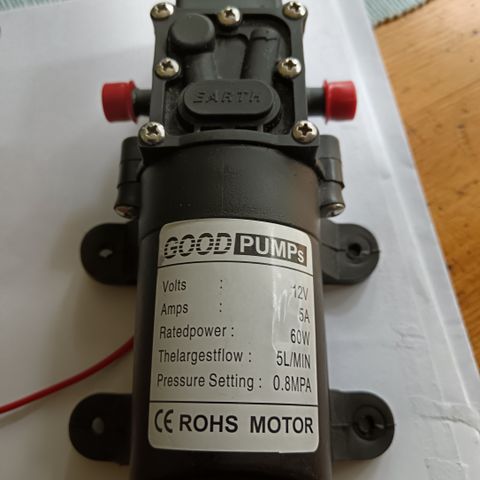 EARTH
GOOD PUMPs
Volts : 12V
Amps : 5A
Ratedpower : 60W
Thelargestflow : 5L/MIN
Pressure Setting : 0.8MPA
CE ROHS MOTOR